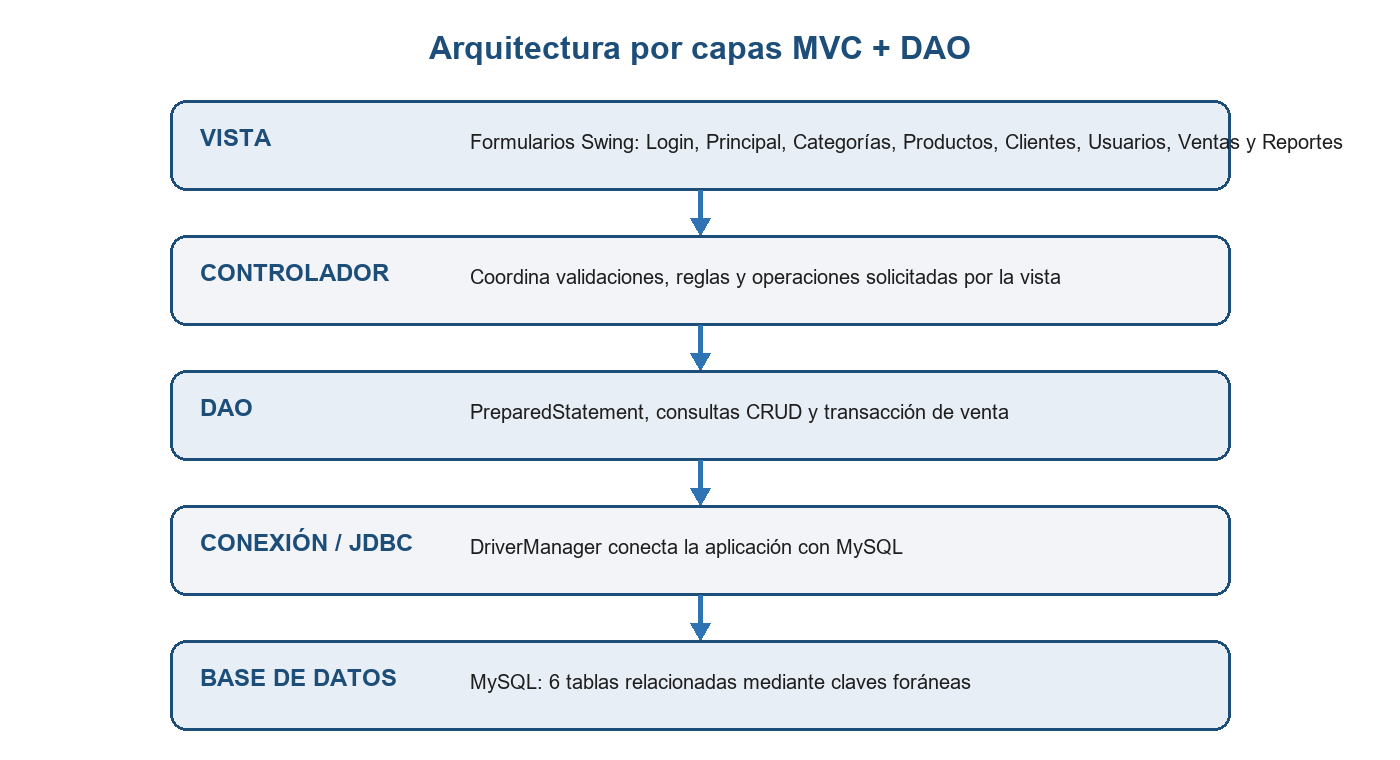 Arquitectura por capas MVC + DAO
VISTA
Formularios Swing: Login, Principal, Categorías, Productos, Clientes, Usuarios, Ventas y Reportes
CONTROLADOR
Coordina validaciones, reglas y operaciones solicitadas por la vista
DAO
PreparedStatement, consultas CRUD y transacción de venta
CONEXIÓN / JDBC
DriverManager conecta la aplicación con MySQL
BASE DE DATOS
MySQL: 6 tablas relacionadas mediante claves foráneas